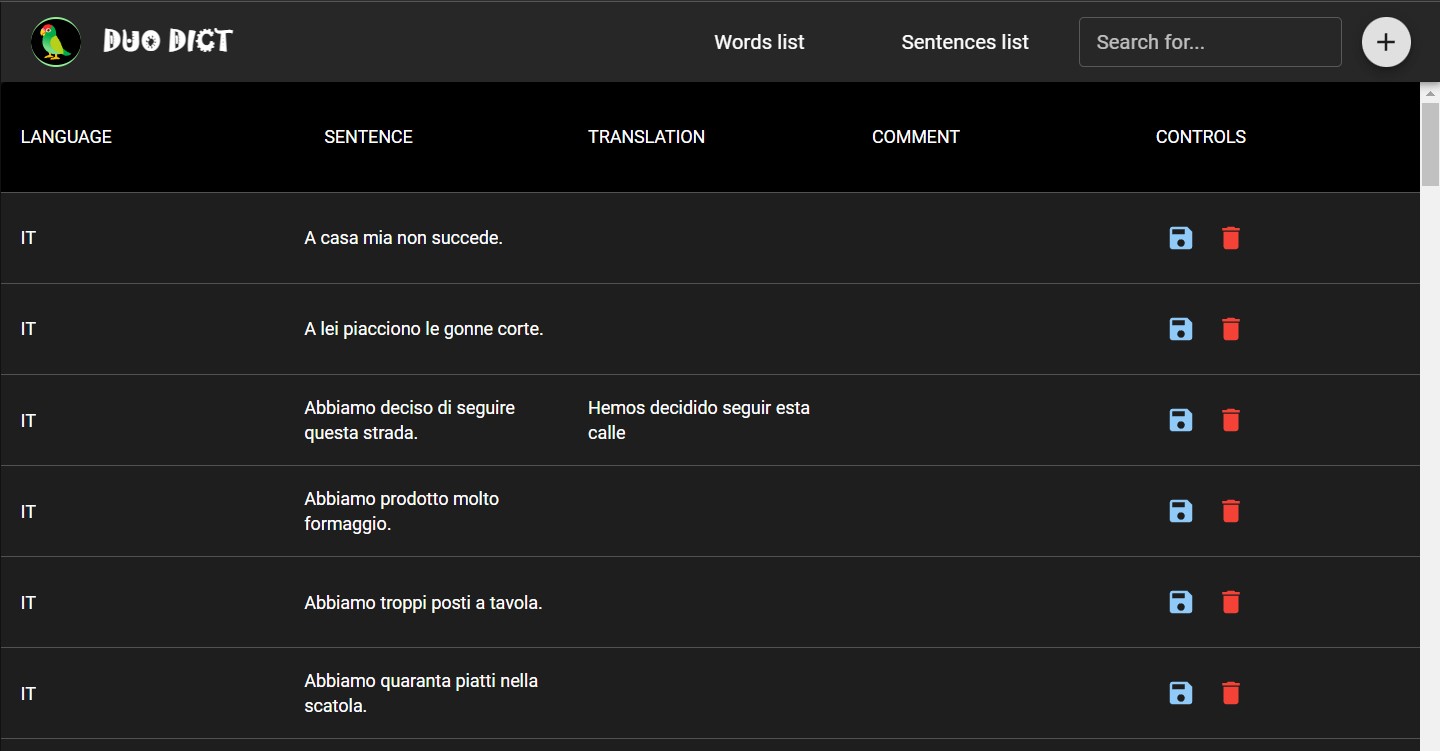 DUO DICT
Words list
Sentences list
Search for...
LANGUAGE
SENTENCE
TRANSLATION
COMMENT
CONTROLS
IT
A casa mia non succede.
IT
A lei piacciono le gonne corte.
IT
Abbiamo deciso di seguire
questa strada.
Hemos decidido seguir esta
calle
IT
Abbiamo prodotto molto
formaggio.
IT
Abbiamo troppi posti a tavola.
IT
Abbiamo quaranta piatti nella
scatola.